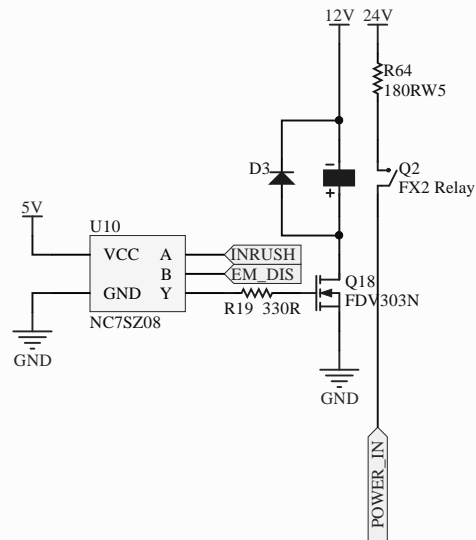 12V 24V
R64
180RW5
D3
-
+
Q2
FX2 Relay
5V
U10
VCC A
INRUSH
B
EM_DIS
GND Y
NC7SZ08
R19 330R
Q18
FDV303N
GND
GND
POWER_IN